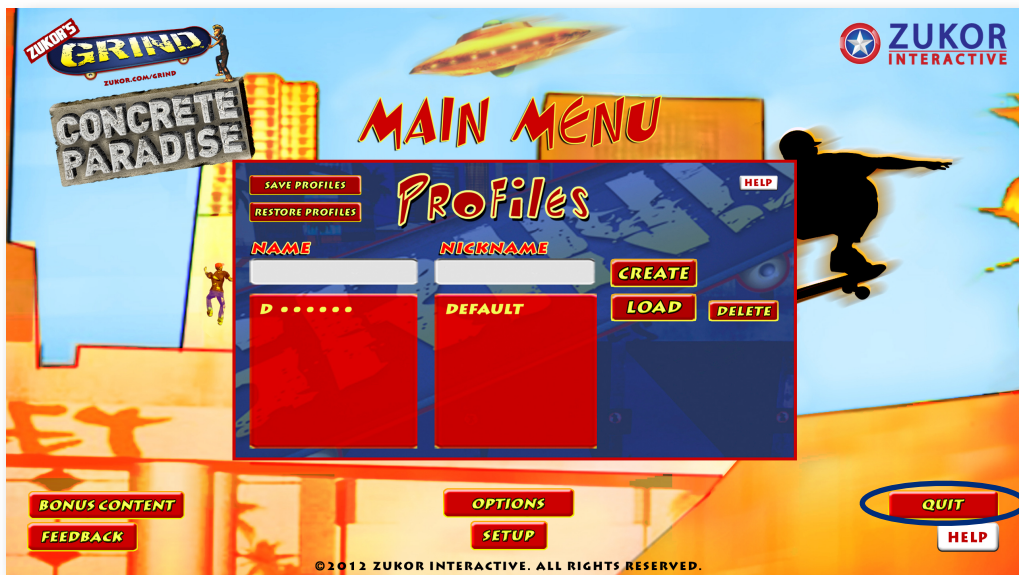 ZUKOR'S
GRIND
ZUKOR.COM/GRIND
CONCRETE
PARADISE
ZUKOR
INTERACTIVE
MAIN MENU
SAVE PROFILES
RESTORE PROFILES
PROFiles
HELP
NAME
NICKNAME
CREATE
D • • • • • •
DEFAULT
LOAD
DELETE
BONUS CONTENT
OPTIONS
QUIT
FEEDBACK
SETUP
HELP
©2012 ZUKOR INTERACTIVE. ALL RIGHTS RESERVED.